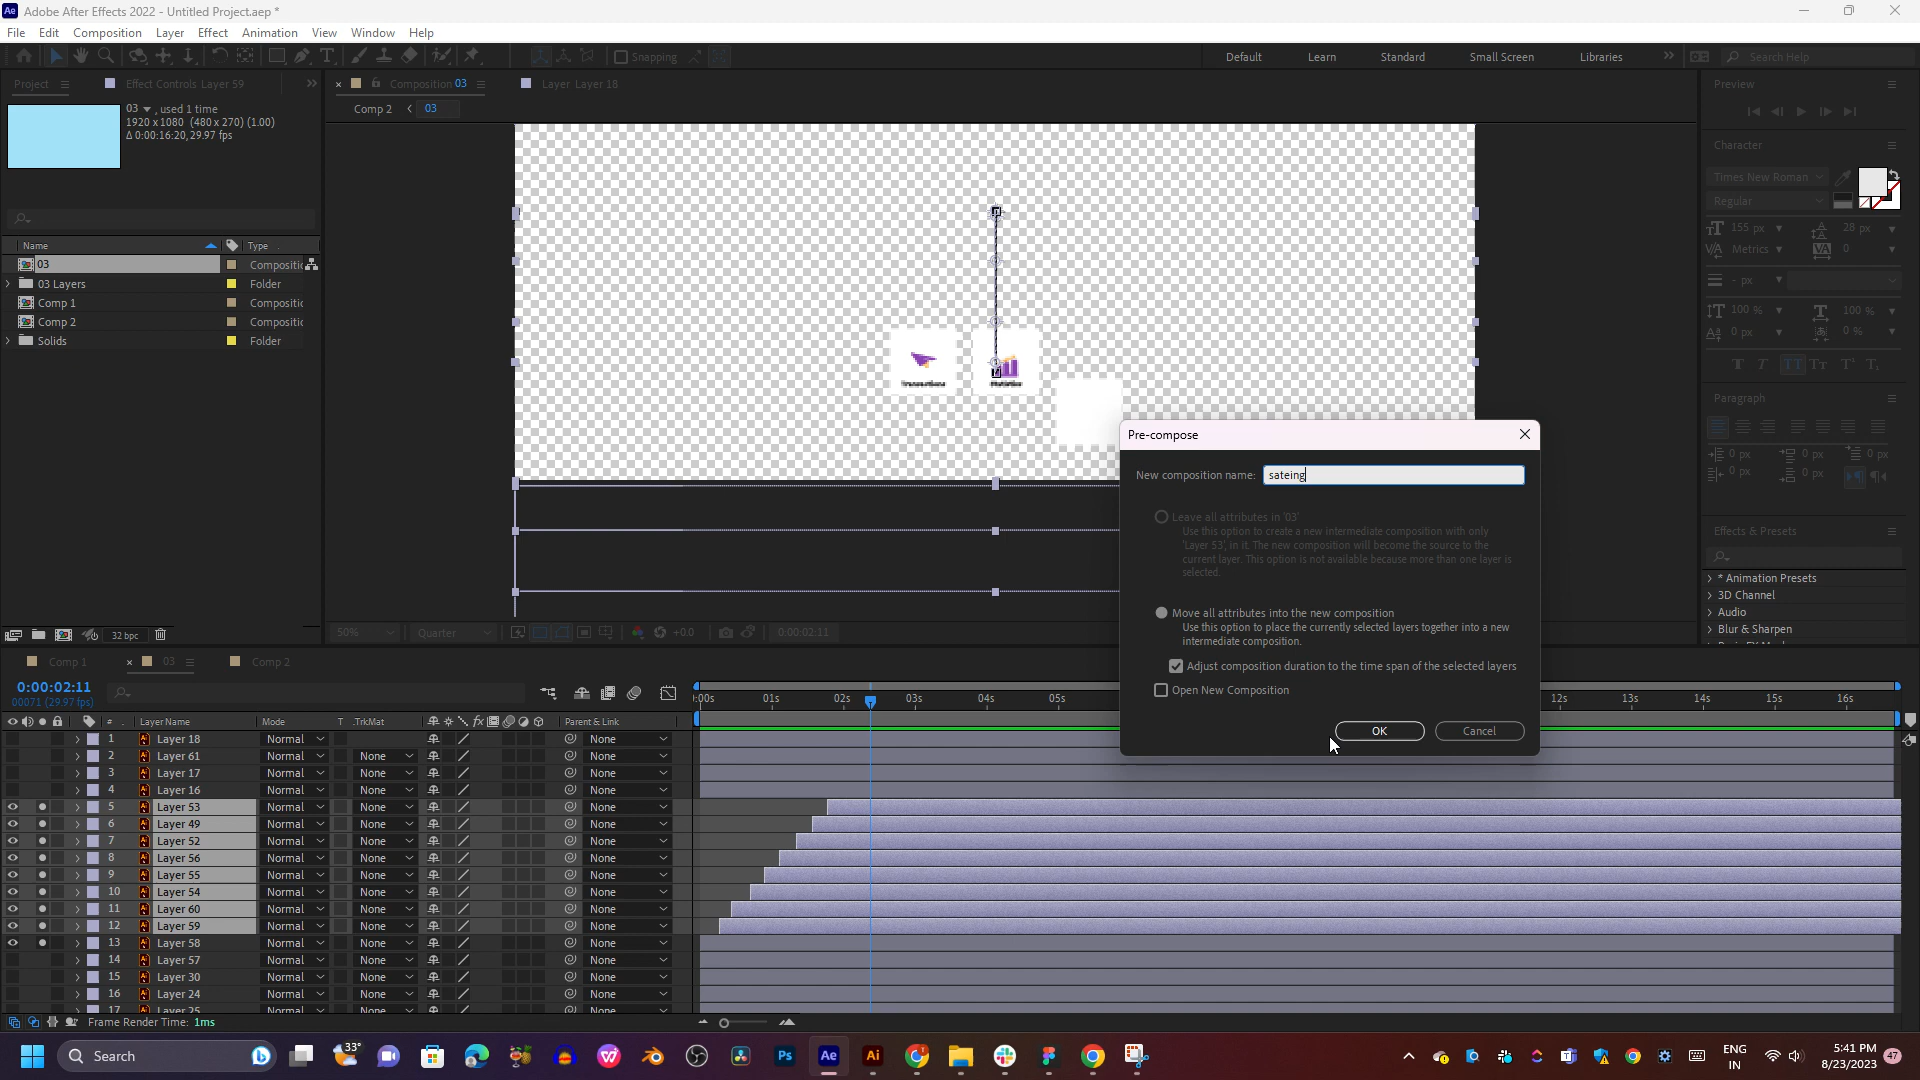 Adobe After Effects 2022 - Untitled Project.aep *
File Edit Composition Layer Effect Animation View Window Help
Snapping Default Learn Standard Small Screen Libraries Search Help
Project Effect Controls Layer 59 Composition 03 Layer Layer 18
Comp 2 03
03 , used 1 time
1920 x 1080 (480 x 270) (1.00)
Δ 0:00:16:20, 29.97 fps
Name Type
03 Compositic
03 Layers Folder
Comp 1 Compositic
Comp 2 Compositic
Solids Folder
32 bpc
Transactions Statistics
50% Quarter +0.0 0:00:02:11
Preview
Character
Times New Roman
Regular
155 px 28 px
Metrics 0
- px
100 % 100 %
0 px 0 %
Paragraph
0 px 0 px 0 px
0 px 0 px
Effects & Presets
* Animation Presets
3D Channel
Audio
Blur & Sharpen
Pre-compose
New composition name: sateing
Leave all attributes in '03'
Use this option to create a new intermediate composition with only
'Layer 53', in it. The new composition will become the source to the
current layer. This option is not available because more than one layer is
selected.
Move all attributes into the new composition
Use this option to place the currently selected layers together into a new
intermediate composition.
Adjust composition duration to the time span of the selected layers
Open New Composition
OK Cancel
Comp 1 03 Comp 2
0:00:02:11
00071 (29.97 fps)
:00s 01s 02s 03s 04s 05s 12s 13s 14s 15s 16s
# Layer Name Mode T .TrkMat Parent & Link
1 Layer 18 Normal None
2 Layer 61 Normal None None
3 Layer 17 Normal None None
4 Layer 16 Normal None None
5 Layer 53 Normal None None
6 Layer 49 Normal None None
7 Layer 52 Normal None None
8 Layer 56 Normal None None
9 Layer 55 Normal None None
10 Layer 54 Normal None None
11 Layer 60 Normal None None
12 Layer 59 Normal None None
13 Layer 58 Normal None None
14 Layer 57 Normal None None
15 Layer 30 Normal None None
16 Layer 24 Normal None None
17 Layer 25 Normal None None
Frame Render Time: 1ms
Search 33° Ps Ae Ai ENG
IN
5:41 PM
8/23/2023 47